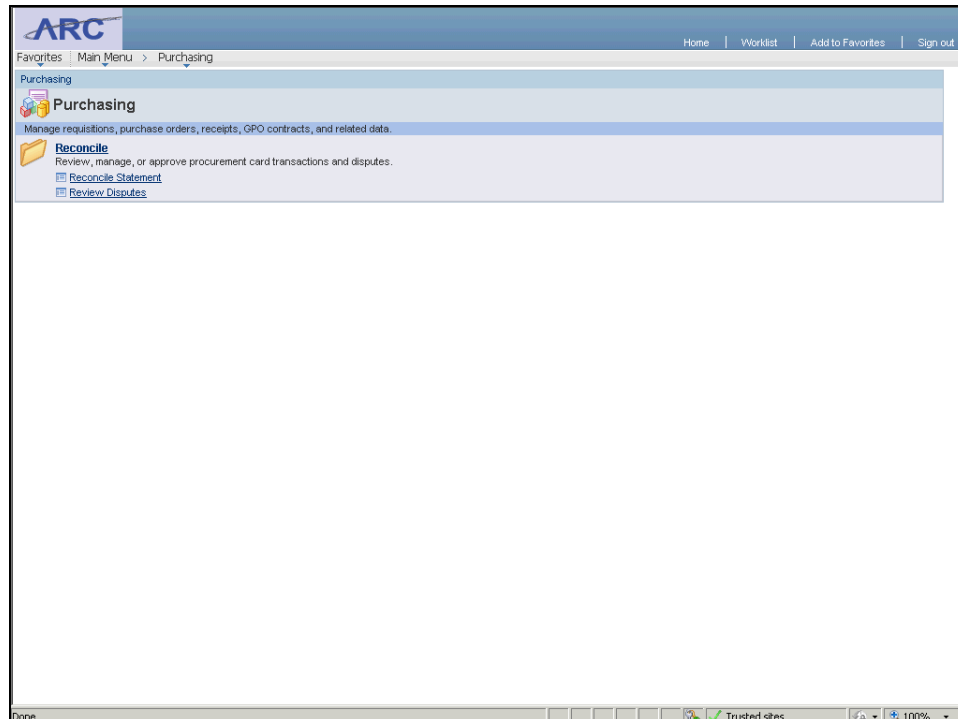 ARC
Home | Worklist | Add to Favorites | Sign out
Favorites Main Menu > Purchasing
Purchasing
Purchasing
Manage requisitions, purchase orders, receipts, GPO contracts, and related data.
Reconcile
Review, manage, or approve procurement card transactions and disputes.
Reconcile Statement
Review Disputes
Done Trusted sites 100%